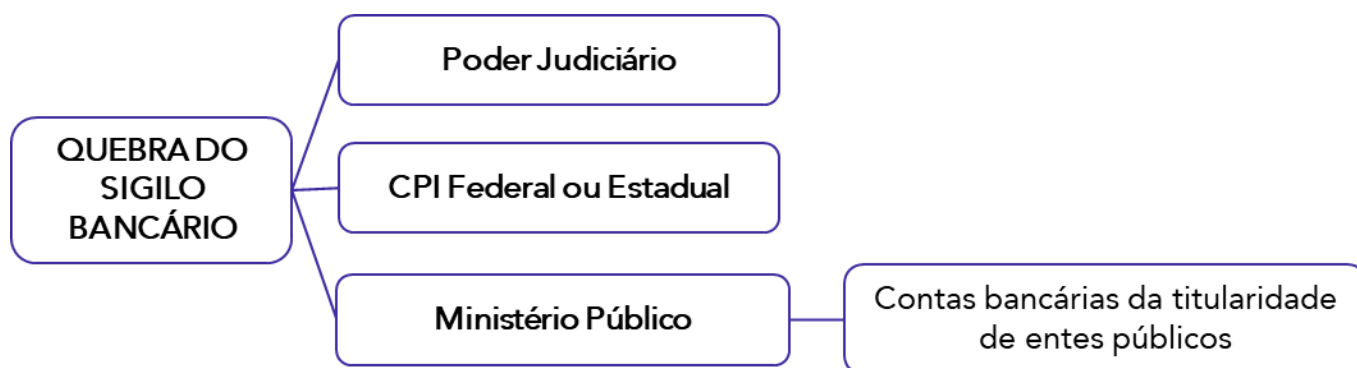 QUEBRA DO
SIGILO
BANCÁRIO
Poder Judiciário
CPI Federal ou Estadual
Ministério Público
Contas bancárias da titularidade
de entes públicos